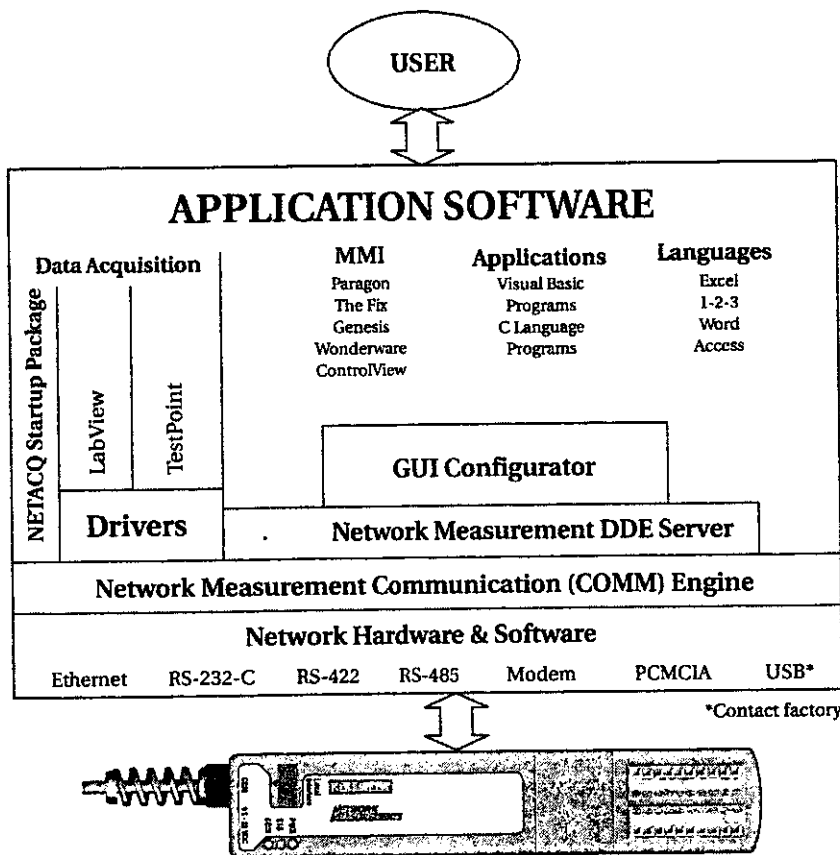 USER
APPLICATION SOFTWARE
Data Acquisition
NETACQ Startup Package
LabView
TestPoint
Drivers
MMI
Paragon
The Fix
Genesis
Wonderware
ControlView
Applications
Visual Basic
Programs
C Language
Programs
Languages
Excel
1-2-3
Word
Access
GUI Configurator
Network Measurement DDE Server
Network Measurement Communication (COMM) Engine
Network Hardware & Software
Ethernet RS-232-C RS-422 RS-485 Modem PCMCIA USB*
*Contact factory